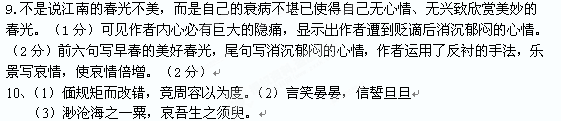 9.不是说江南的春光不美，而是自己的衰病不堪已使得自己无心情、无兴致欣赏美妙的
春光。（1分）可见作者内心必有巨大的隐痛，显示出作者遭到贬谪后消沉郁闷的心情。
（2分）前六句写早春的美好春光，尾句写消沉郁闷的心情，作者运用了反衬的手法，乐
景写哀情，使哀情倍增。（2分）
10、（1）偭规矩而改错，竞周容以为度。（2）言笑晏晏，信誓旦旦
（3）渺沧海之一粟，哀吾生之须臾。